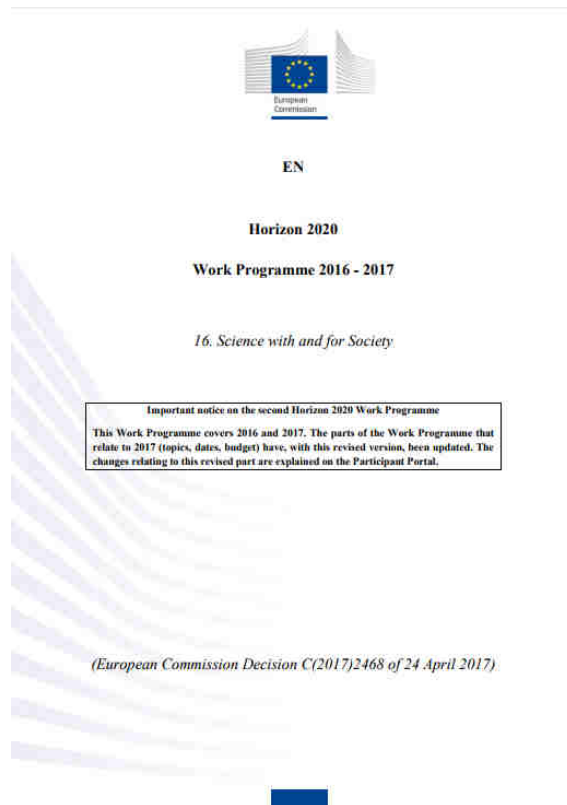 European
Commission
EN
Horizon 2020
Work Programme 2016 - 2017
16. Science with and for Society
Important notice on the second Horizon 2020 Work Programme
This Work Programme covers 2016 and 2017. The parts of the Work Programme that
relate to 2017 (topics, dates, budget) have, with this revised version, been updated. The
changes relating to this revised part are explained on the Participant Portal.
(European Commission Decision C(2017)2468 of 24 April 2017)